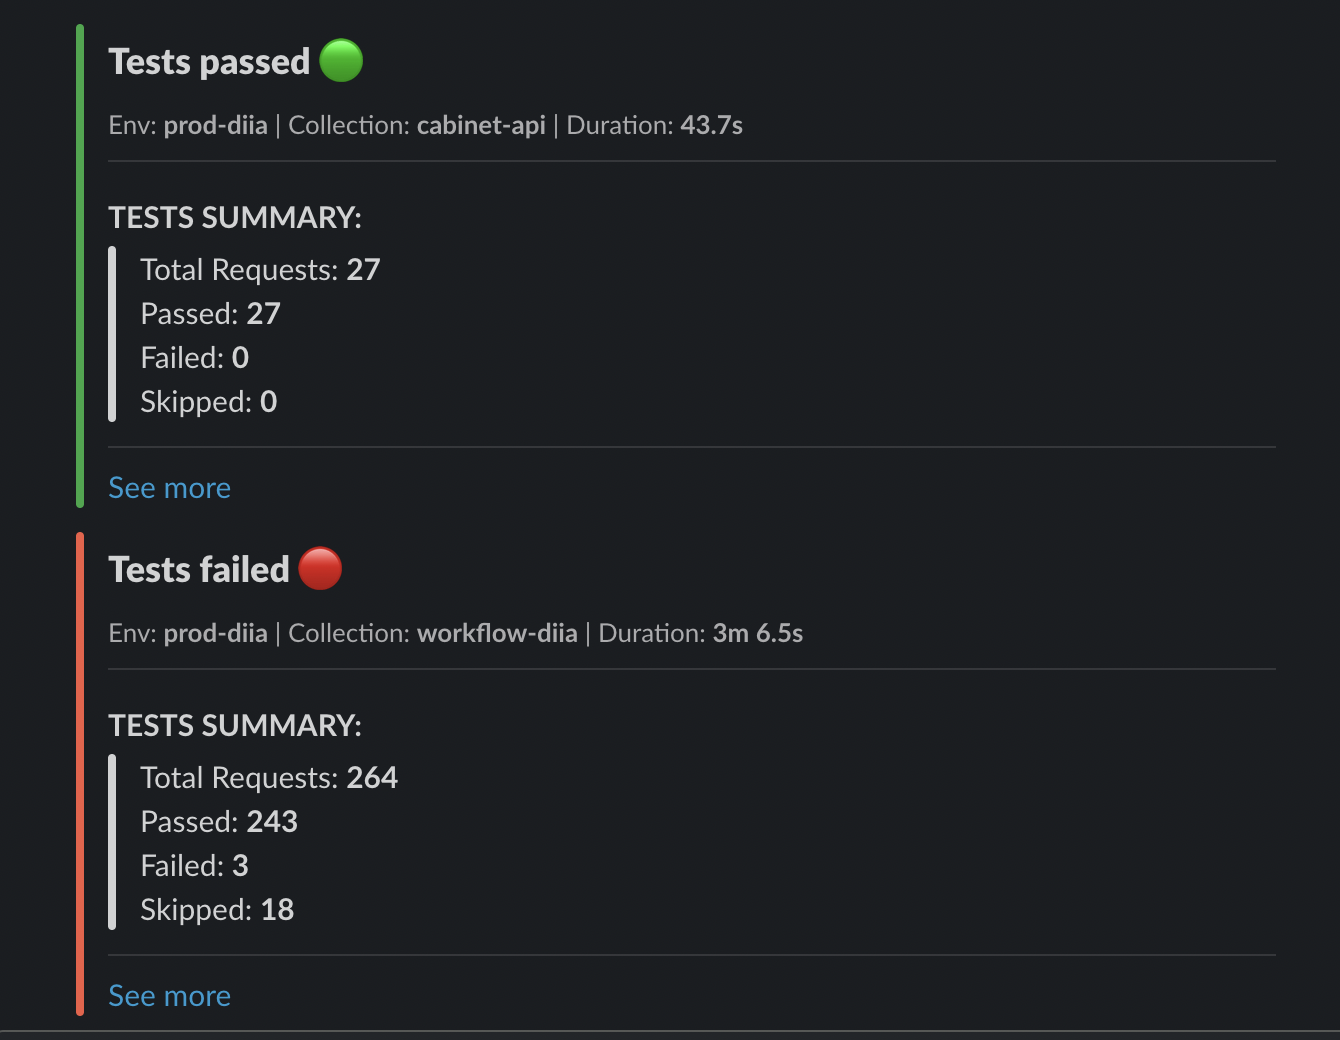 Tests passed
Env: prod-diia | Collection: cabinet-api | Duration: 43.7s
TESTS SUMMARY:
Total Requests: 27
Passed: 27
Failed: 0
Skipped: 0
See more
Tests failed
Env: prod-diia | Collection: workflow-diia | Duration: 3m 6.5s
TESTS SUMMARY:
Total Requests: 264
Passed: 243
Failed: 3
Skipped: 18
See more